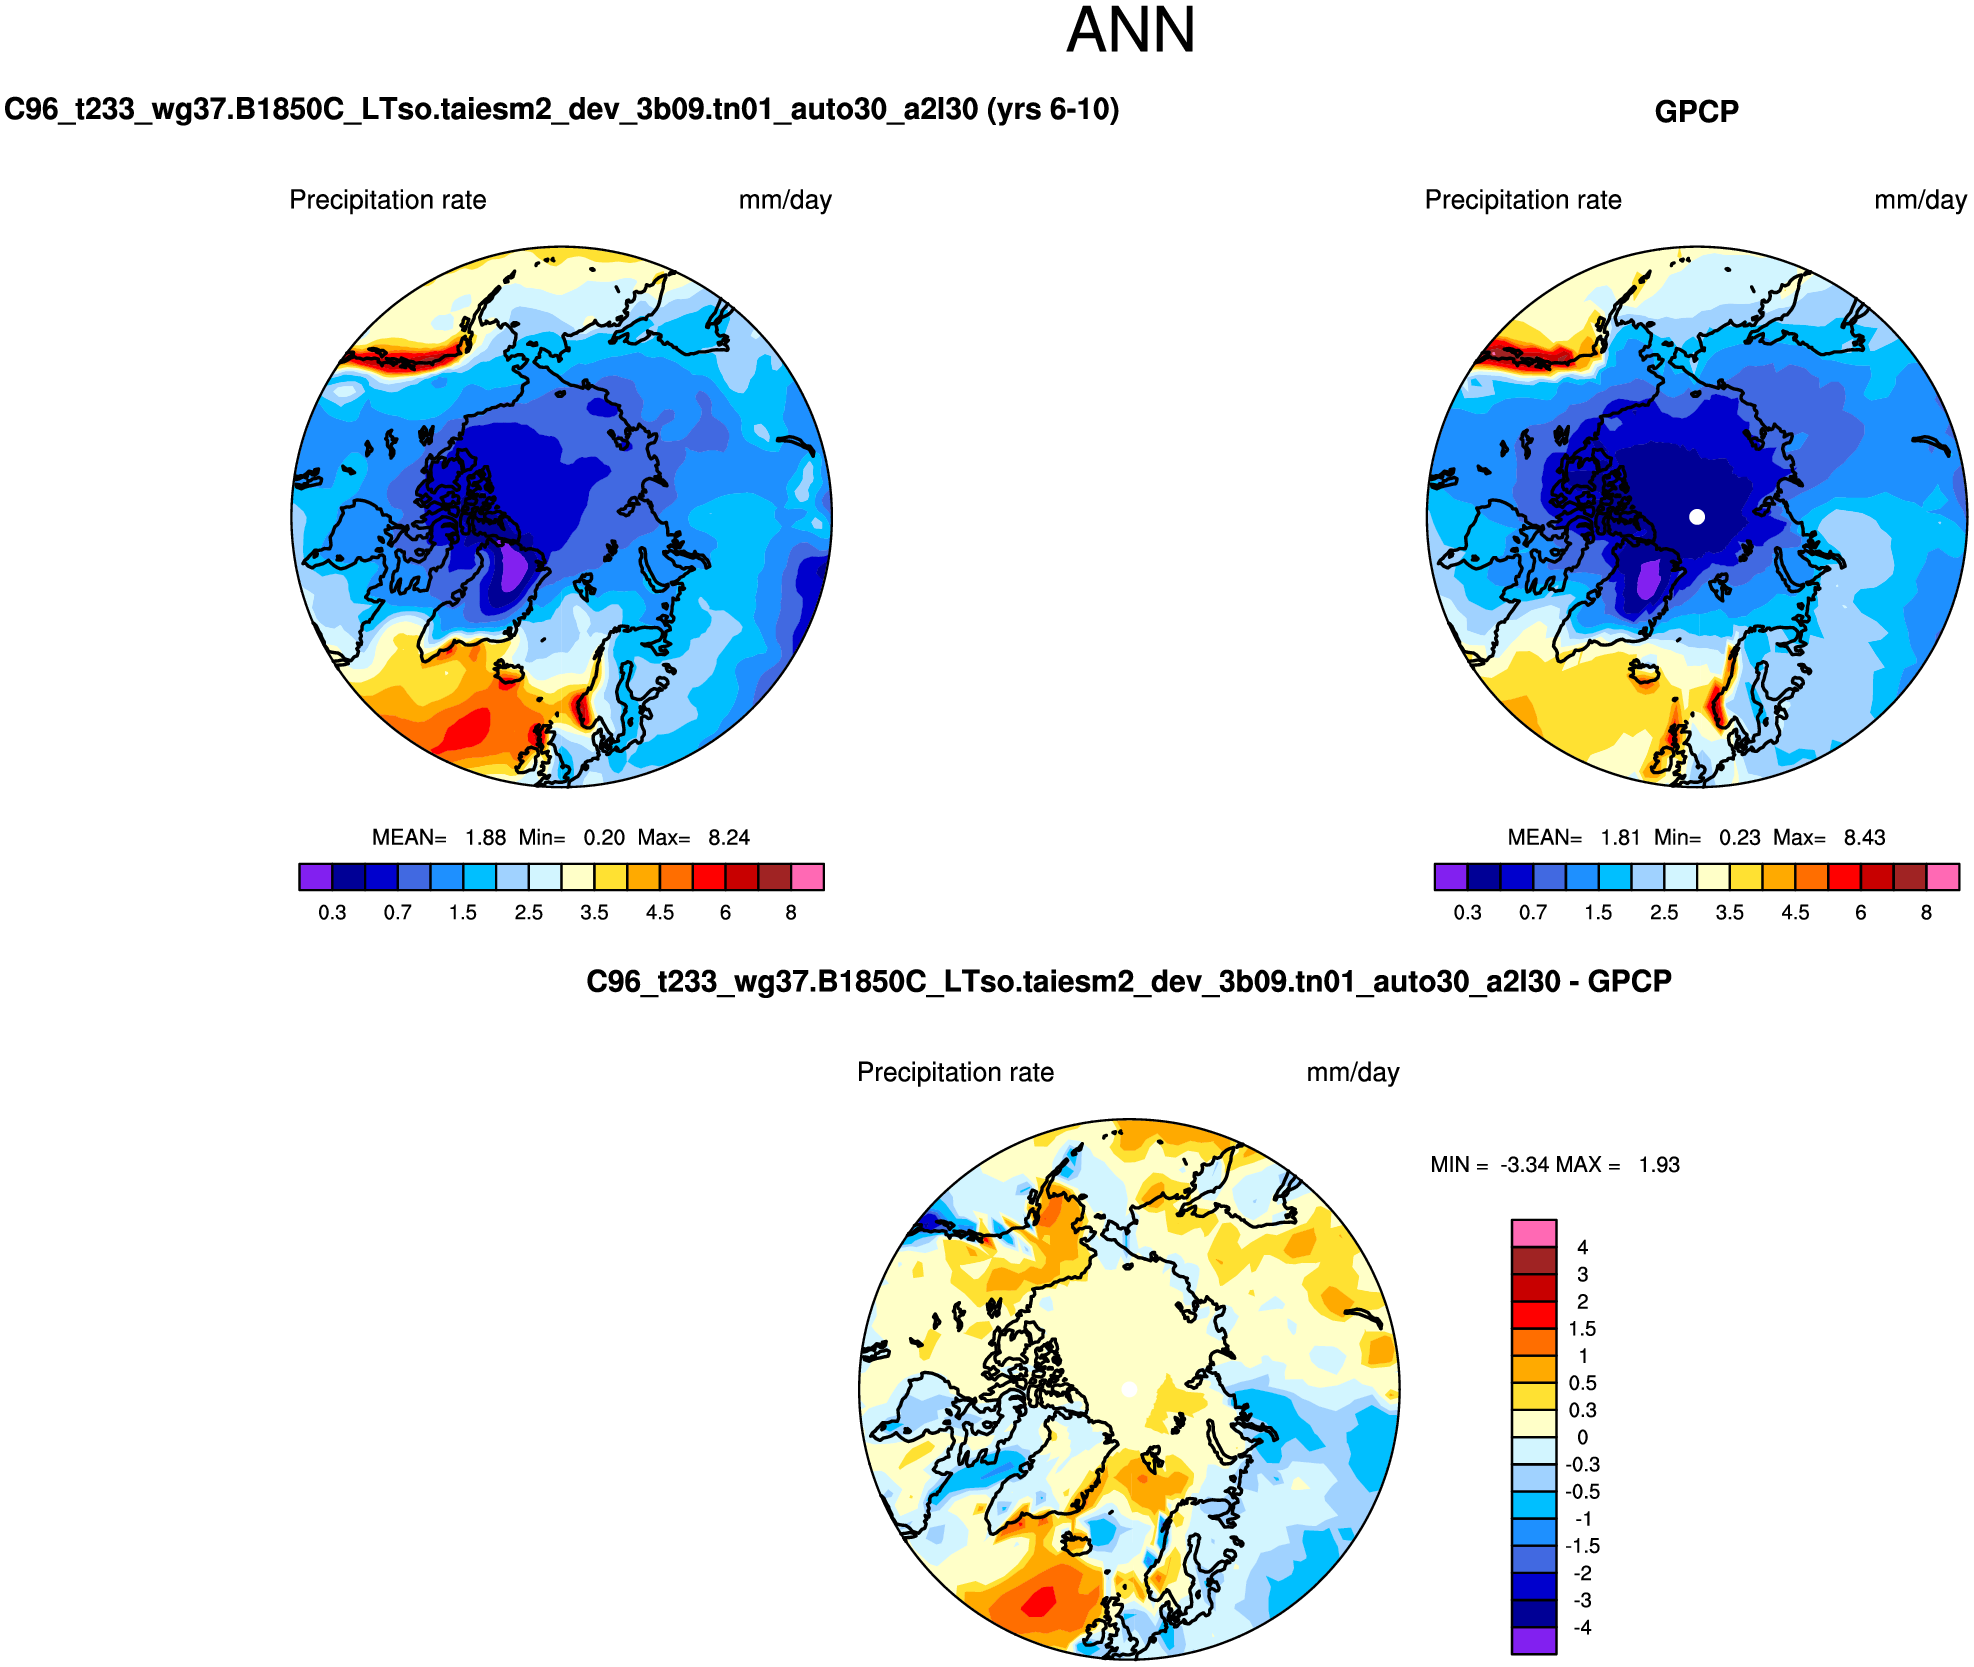 ANN
C96_t233_wg37.B1850C_LTso.taiesm2_dev_3b09.tn01_auto30_a2l30 (yrs 6-10)
GPCP
Precipitation rate mm/day
Precipitation rate mm/day
MEAN= 1.88 Min= 0.20 Max= 8.24
0.3 0.7 1.5 2.5 3.5 4.5 6 8
MEAN= 1.81 Min= 0.23 Max= 8.43
0.3 0.7 1.5 2.5 3.5 4.5 6 8
C96_t233_wg37.B1850C_LTso.taiesm2_dev_3b09.tn01_auto30_a2l30 - GPCP
Precipitation rate mm/day
MIN = -3.34 MAX = 1.93
4
3
2
1.5
1
0.5
0.3
0
-0.3
-0.5
-1
-1.5
-2
-3
-4